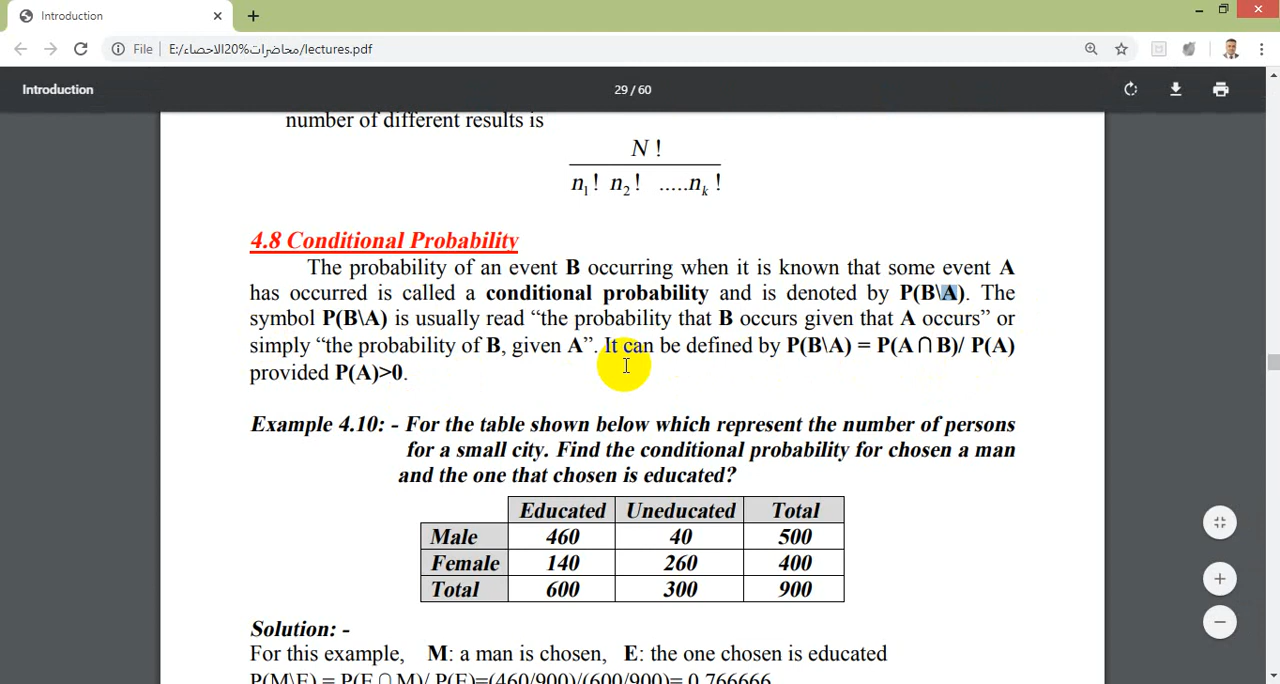 Introduction
File
E:/محاضرات%20الاحصاء/lectures.pdf
Introduction
29 / 60
number of different results is
N !
n1! n2! .....nk !
4.8 Conditional Probability
The probability of an event B occurring when it is known that some event A
has occurred is called a conditional probability and is denoted by P(B\A). The
symbol P(B\A) is usually read “the probability that B occurs given that A occurs” or
simply “the probability of B, given A”. It can be defined by P(B\A) = P(A∩B)/ P(A)
provided P(A)>0.
Example 4.10: - For the table shown below which represent the number of persons
for a small city. Find the conditional probability for chosen a man
and the one that chosen is educated?
Educated Uneducated Total
Male 460 40 500
Female 140 260 400
Total 600 300 900
Solution: -
For this example, M: a man is chosen, E: the one chosen is educated
P(M\E) = P(E∩M)/ P(E)=(460/900)/(600/900)= 0.766666